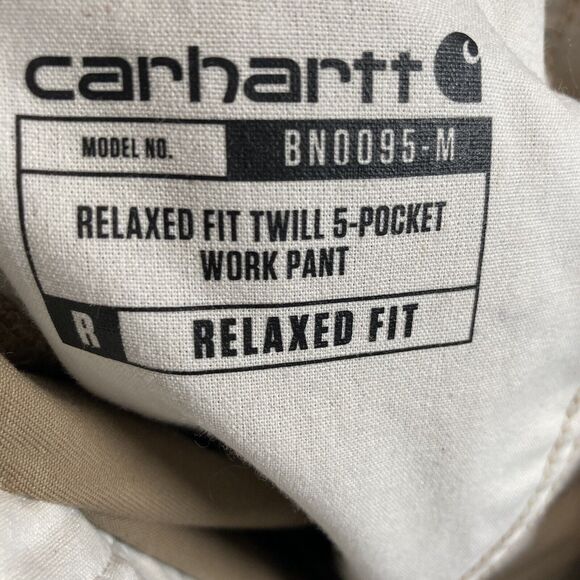 carhartt
MODEL NO. BN0095-M
RELAXED FIT TWILL 5-POCKET
WORK PANT
R RELAXED FIT